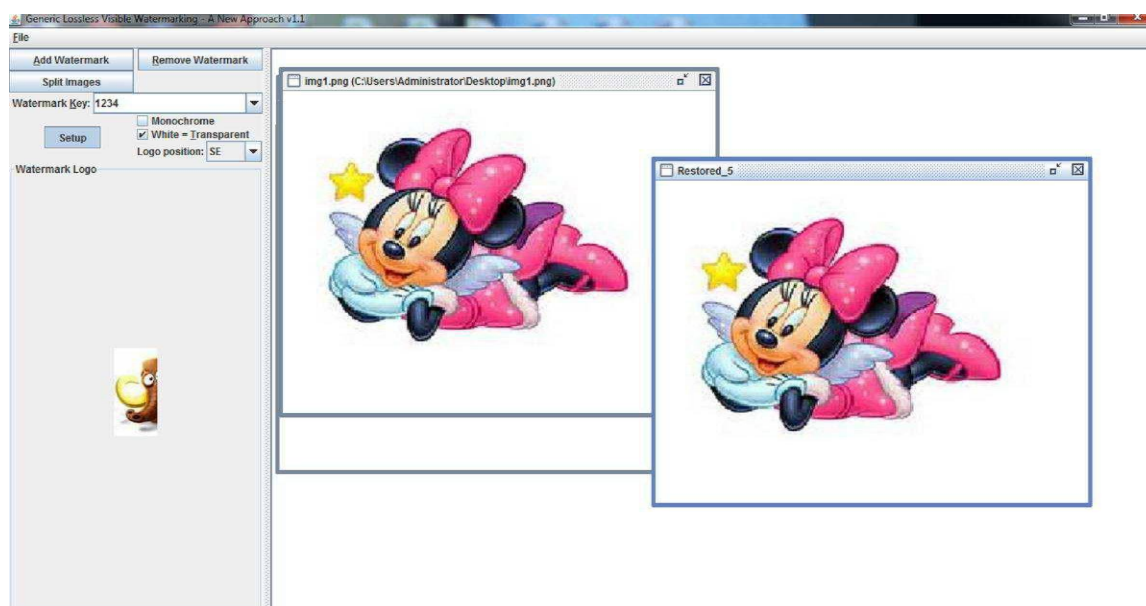 Generic Lossless Visible Watermarking - A New Approach v1.1
File
Add Watermark
Remove Watermark
Split Images
Watermark Key: 1234
Monochrome
Setup
White = Transparent
Logo position: SE
Watermark Logo
img1.png (C:\Users\Administrator\Desktop\img1.png)
Restored_5